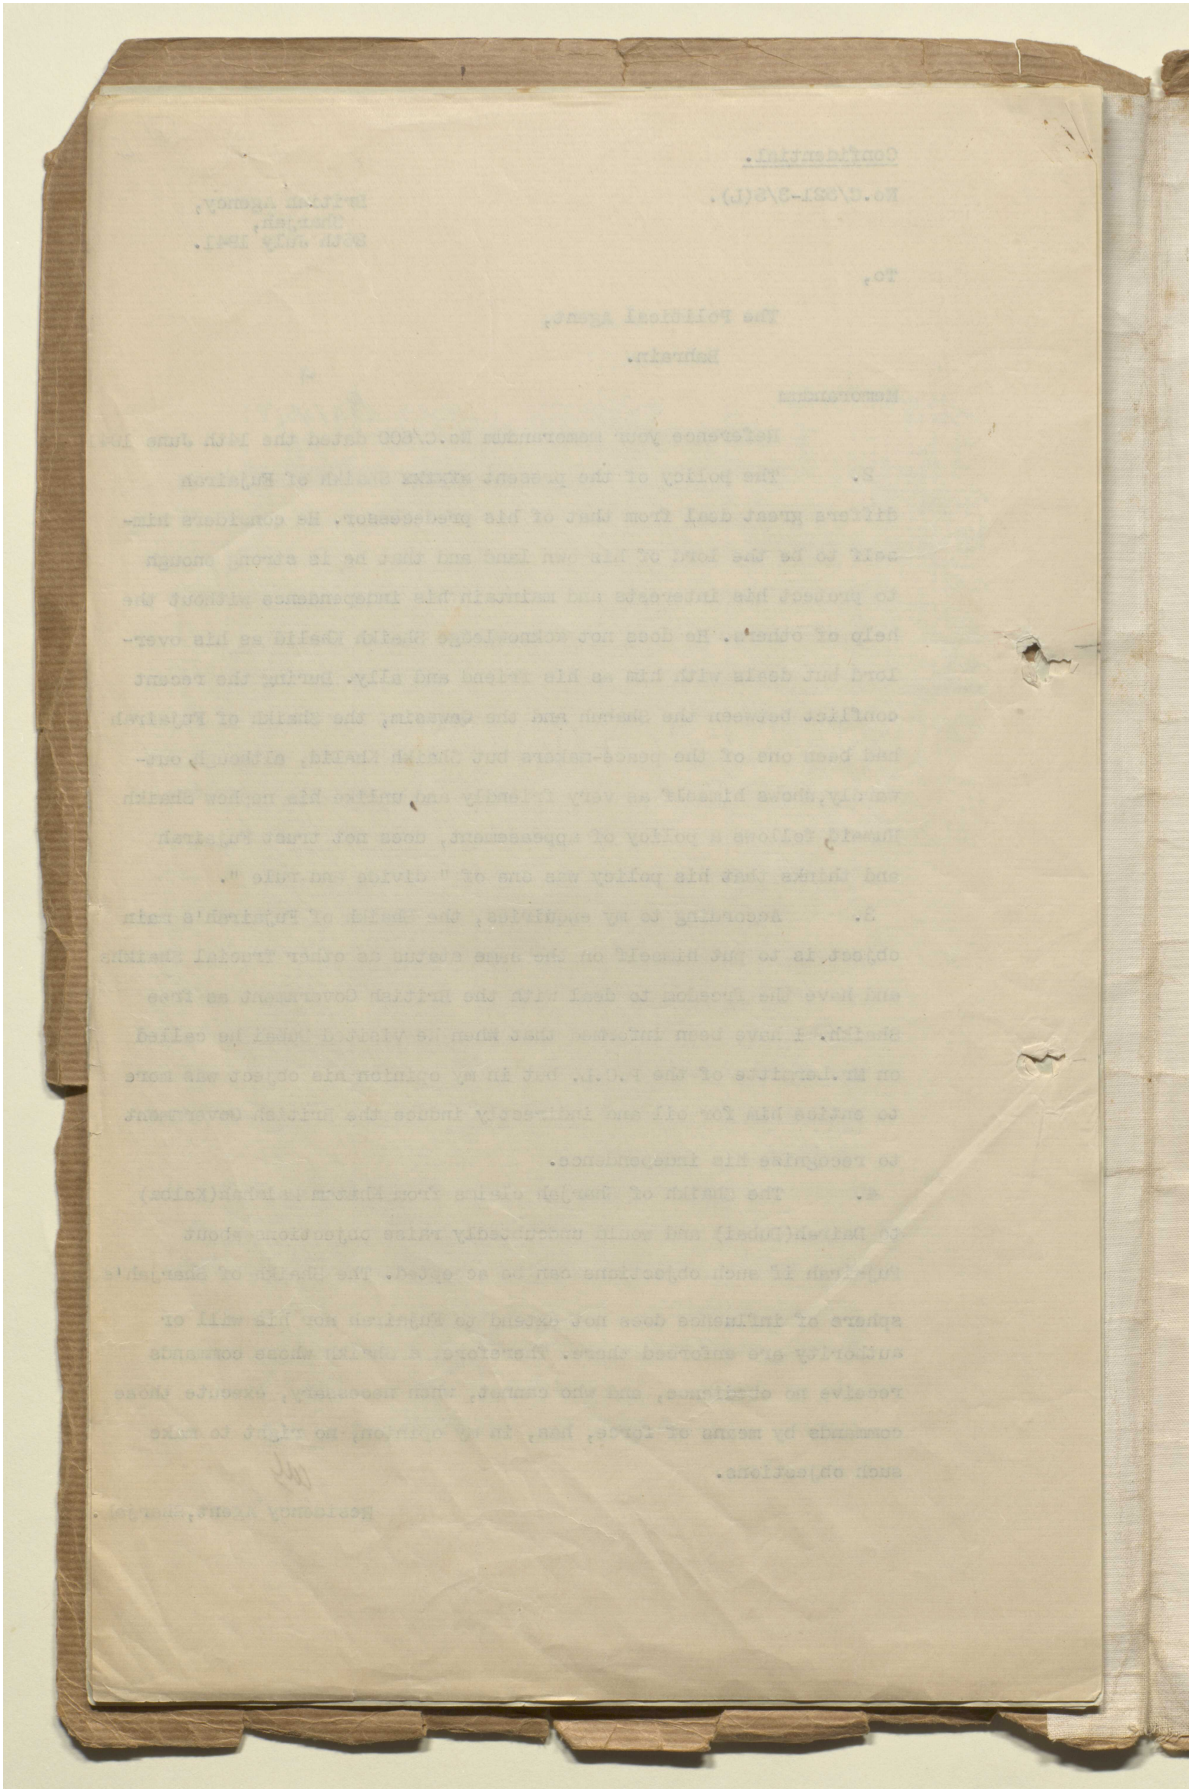 Confidential.
No.C/521-3/5(L).
British Agency,
Sharjah,
July 1941.
To,
The Political Agent,
Bahrain.
Memorandum
Reference your memorandum No.C/600 dated the 14th June
2. The policy of the present Shaikh of Fujairah
differs great deal from that of his predecessor. He considers him-
self to be the lord of his own land and that he is strong enough
to protect his interests and maintain his independence without the
help of others. He does not acknowledge Shaikh Khalid as his over-
lord but deals with him as his friend and ally. During the recent
conflict between the Shahuh and the Qawasim, the Shaikh of Fujairah
had been one of the peace-makers but Shaikh Khalid, although out-
wardly, shows himself as very friendly and unlike his nephew Shaikh
Humaid, follows a policy of appeasement, does not trust Fujairah
and thinks that his policy was one of " divide and rule ".
3. According to my enquiries, the Shaikh of Fujairah's main
object is to put himself on the same status as other Trucial Shaikhs
and have the freedom to deal with the British Government as free
Shaikh. I have been informed that when he visited Dubai he called
on Mr.Lermitte of the P.C.L. but in my opinion his object was more
to entice him for oil and indirectly induce the British Government
to recognise his independence.
4. The Shaikh of Sharjah claims from (Kalba)
to Dairah(Dubai) and would undoubtedly raise objections about
Fujairah if such objections can be accepted. The Shaikh of Sharjah's
sphere of influence does not extend to Fujairah nor his will or
authority are enforced there. Therefore, a Shaikh whose commands
receive no obedience, and who cannot, when necessary, execute those
commands by means of force, has, in my opinion, no right to make
such objections.
Residency Agent, Sharjah.